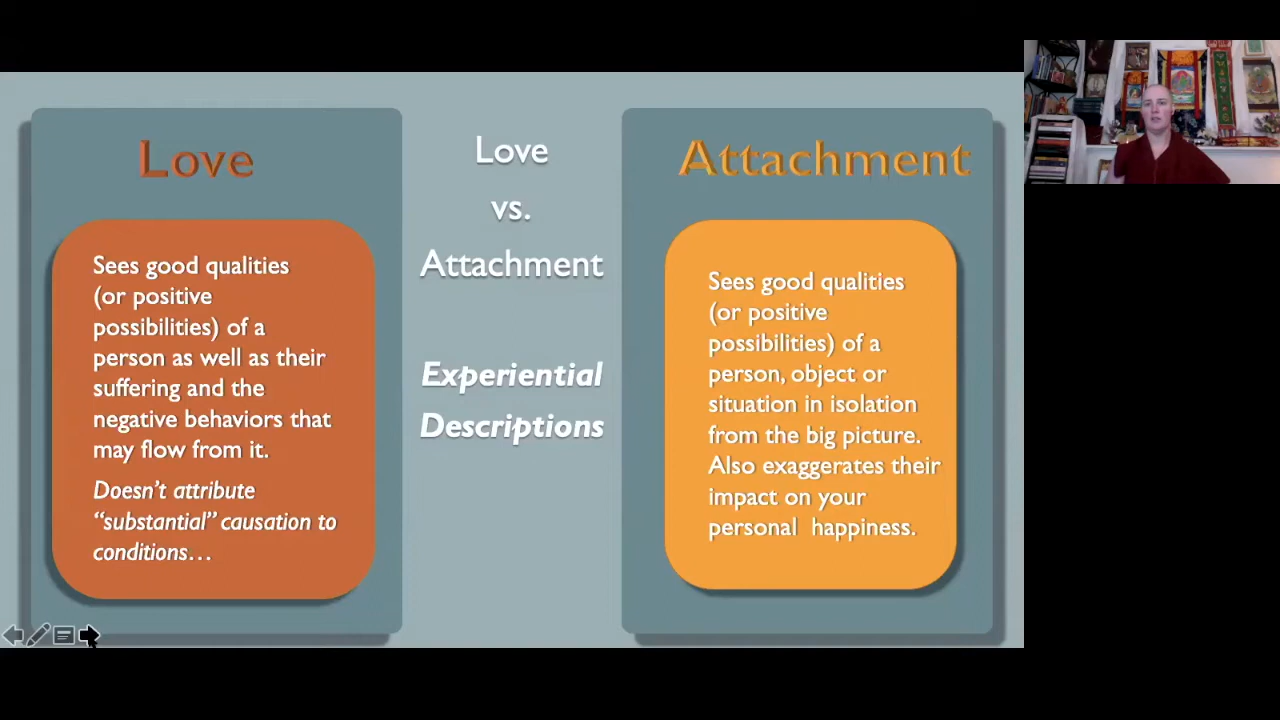 Love
Sees good qualities
(or positive
possibilities) of a
person as well as their
suffering and the
negative behaviors that
may flow from it.
Doesn’t attribute
“substantial” causation to
conditions…
Love
vs.
Attachment
Experiential
Descriptions
Attachment
Sees good qualities
(or positive
possibilities) of a
person, object or
situation in isolation
from the big picture.
Also exaggerates their
impact on your
personal happiness.